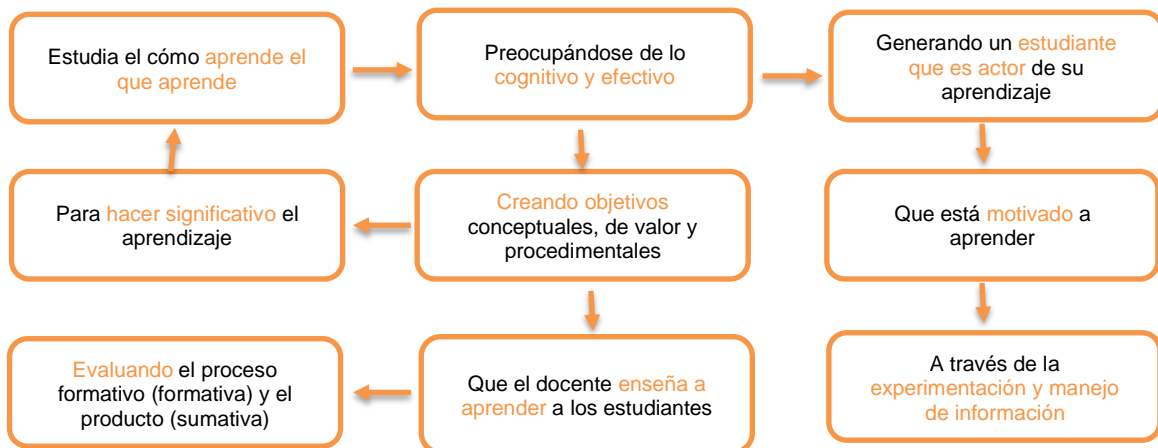 Estudia el cómo aprende el
que aprende
Preocupándose de lo
cognitivo y efectivo
Generando un estudiante
que es actor de su
aprendizaje
Para hacer significativo el
aprendizaje
Creando objetivos
conceptuales, de valor y
procedimentales
Que está motivado a
aprender
Evaluando el proceso
formativo (formativa) y el
producto (sumativa)
Que el docente enseña a
aprender a los estudiantes
A través de la
experimentación y manejo
de información